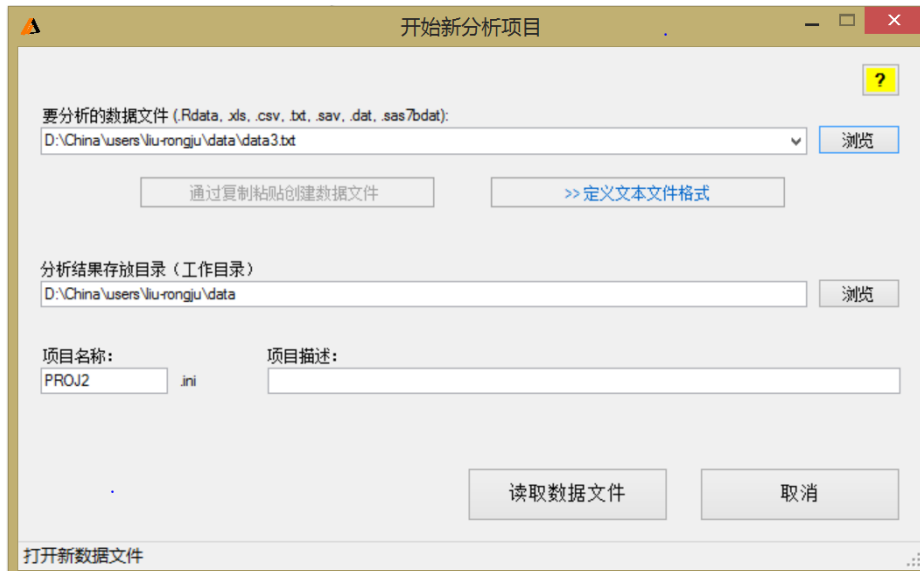 开始新分析项目
?
要分析的数据文件 (.Rdata, .xls, .csv, .txt, .sav, .dat, .sas7bdat):
D:\China\users\liu-rongju\data\data3.txt
浏览
通过复制粘贴创建数据文件
>> 定义文本文件格式
分析结果存放目录（工作目录）
D:\China\users\liu-rongju\data
浏览
项目名称：
项目描述：
PROJ2
.ini
读取数据文件
取消
打开新数据文件